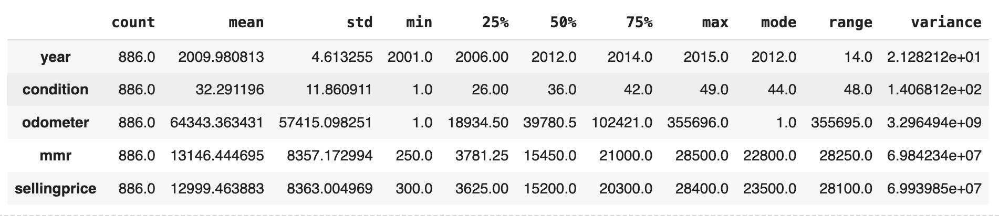 count mean std min 25% 50% 75% max mode range variance
year 886.0 2009.980813 4.613255 2001.0 2006.00 2012.0 2014.0 2015.0 2012.0 14.0 2.128212e+01
condition 886.0 32.291196 11.860911 1.0 26.00 36.0 42.0 49.0 44.0 48.0 1.406812e+02
odometer 886.0 64343.363431 57415.098251 1.0 18934.50 39780.5 102421.0 355696.0 1.0 355695.0 3.296494e+09
mmr 886.0 13146.444695 8357.172994 250.0 3781.25 15450.0 21000.0 28500.0 22800.0 28250.0 6.984234e+07
sellingprice 886.0 12999.463883 8363.004969 300.0 3625.00 15200.0 20300.0 28400.0 23500.0 28100.0 6.993985e+07